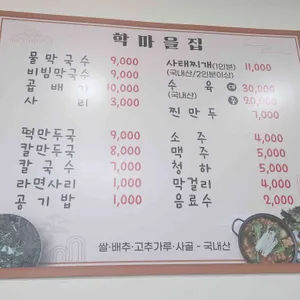 학마을집
물막국수 9,000
비빔막국수 9,000
곱배기 10,000
사리 3,000
떡만두국 9,000
칼만두국 8,000
칼국수 7,000
라면사리 1,000
공기밥 1,000
사태찌개(1인분) 11,000
(국내산/2인분이상)
수육 30,000
(국내산) 20,000
찐만두 7,000
소주 4,000
맥주 5,000
청하 5,000
막걸리 4,000
음료수 2,000
쌀·배추·고추가루·사골 - 국내산